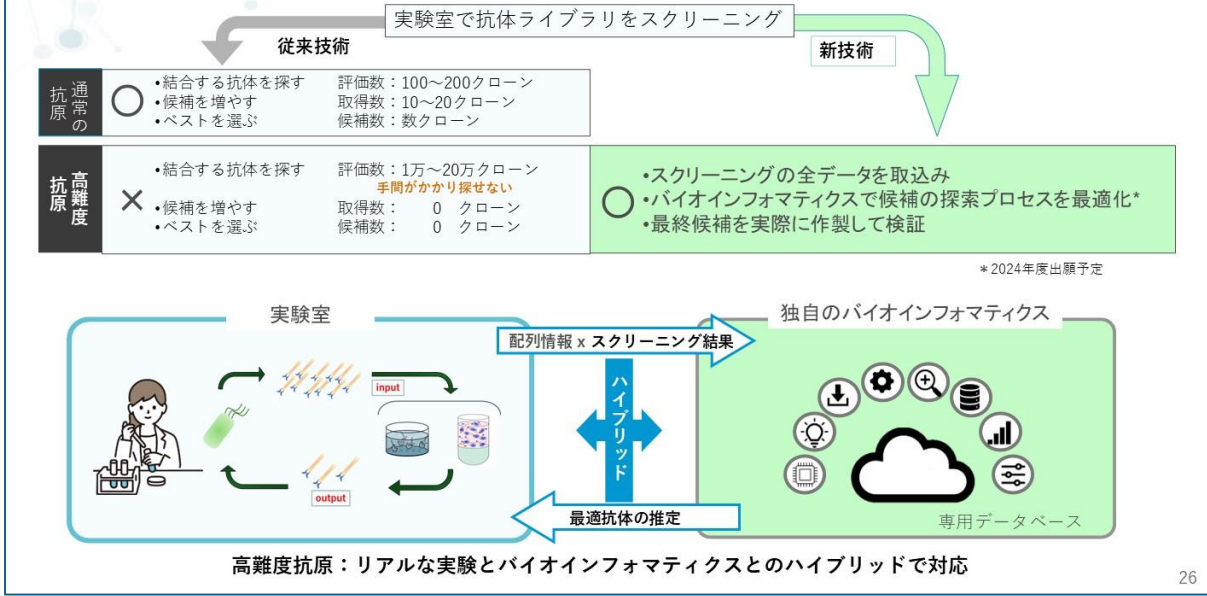 実験室で抗体ライブラリをスクリーニング
従来技術
新技術
通常の
抗原
○
•結合する抗体を探す 評価数：100～200クローン
•候補を増やす 取得数：10～20クローン
•ベストを選ぶ 候補数：数クローン
高難度
抗原
×
•結合する抗体を探す 評価数：1万～20万クローン
手間がかかり探せない
•候補を増やす 取得数： 0 クローン
•ベストを選ぶ 候補数： 0 クローン
○
•スクリーニングの全データを取込み
•バイオインフォマティクスで候補の探索プロセスを最適化*
•最終候補を実際に作製して検証
*2024年度出願予定
実験室
独自のバイオインフォマティクス
配列情報 x スクリーニング結果
input
ハイブリッド
output
最適抗体の推定
専用データベース
高難度抗原：リアルな実験とバイオインフォマティクスとのハイブリッドで対応
26